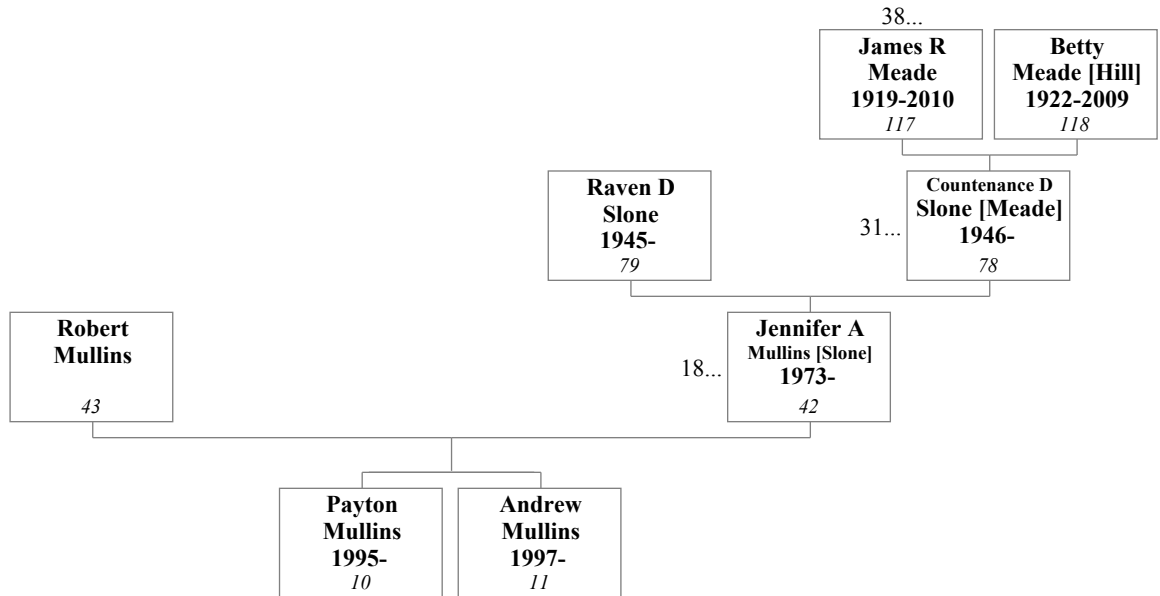 38...
James R
Meade
1919-2010
117
Betty
Meade [Hill]
1922-2009
118
Raven D
Slone
1945-
79
31...
Countenance D
Slone [Meade]
1946-
78
Robert
Mullins
43
18...
Jennifer A
Mullins [Slone]
1973-
42
Payton
Mullins
1995-
10
Andrew
Mullins
1997-
11